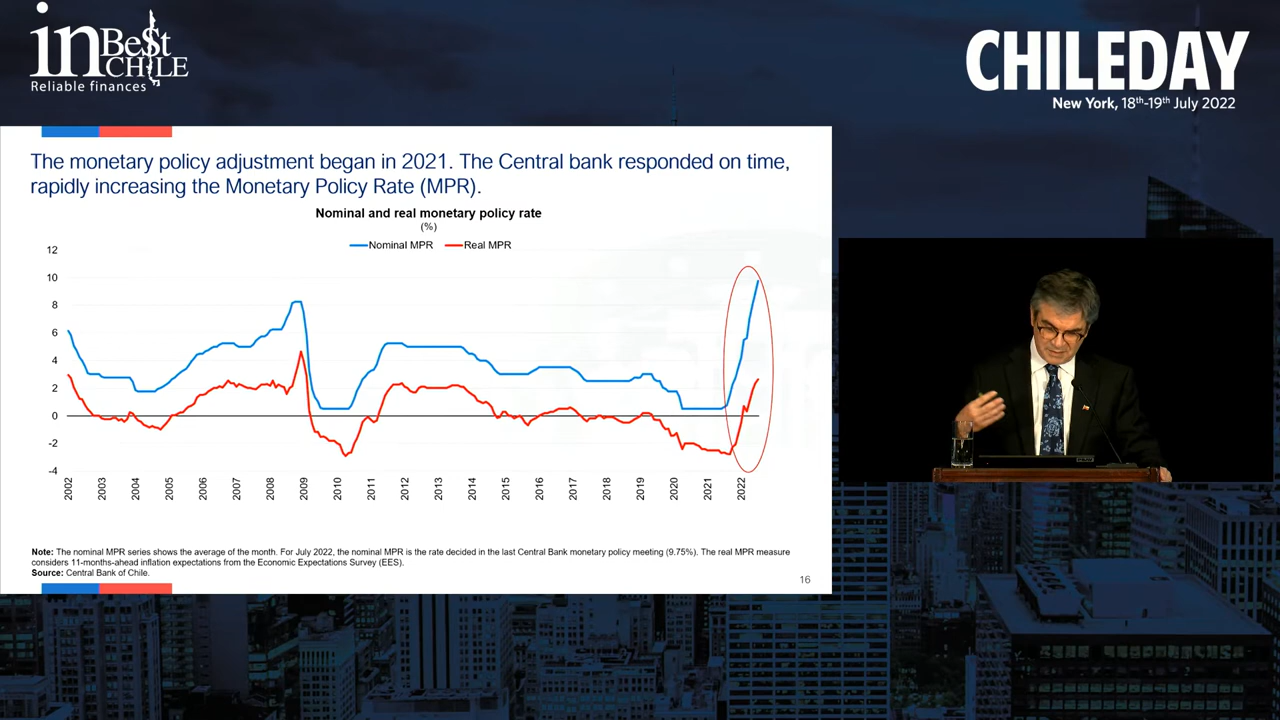 in BeSt CHiLE
Reliable finances
CHILEDAY
New York, 18th-19th July 2022
The monetary policy adjustment began in 2021. The Central bank responded on time,
rapidly increasing the Monetary Policy Rate (MPR).
Nominal and real monetary policy rate
(%)
Nominal MPR Real MPR
12
10
8
6
4
2
0
-2
-4
2002 2003 2004 2005 2006 2007 2008 2009 2010 2011 2012 2013 2014 2015 2016 2017 2018 2019 2020 2021 2022
Note: The nominal MPR series shows the average of the month. For July 2022, the nominal MPR is the rate decided in the last Central Bank monetary policy meeting (9.75%). The real MPR measure
considers 11-months-ahead inflation expectations from the Economic Expectations Survey (EES).
Source: Central Bank of Chile.
16